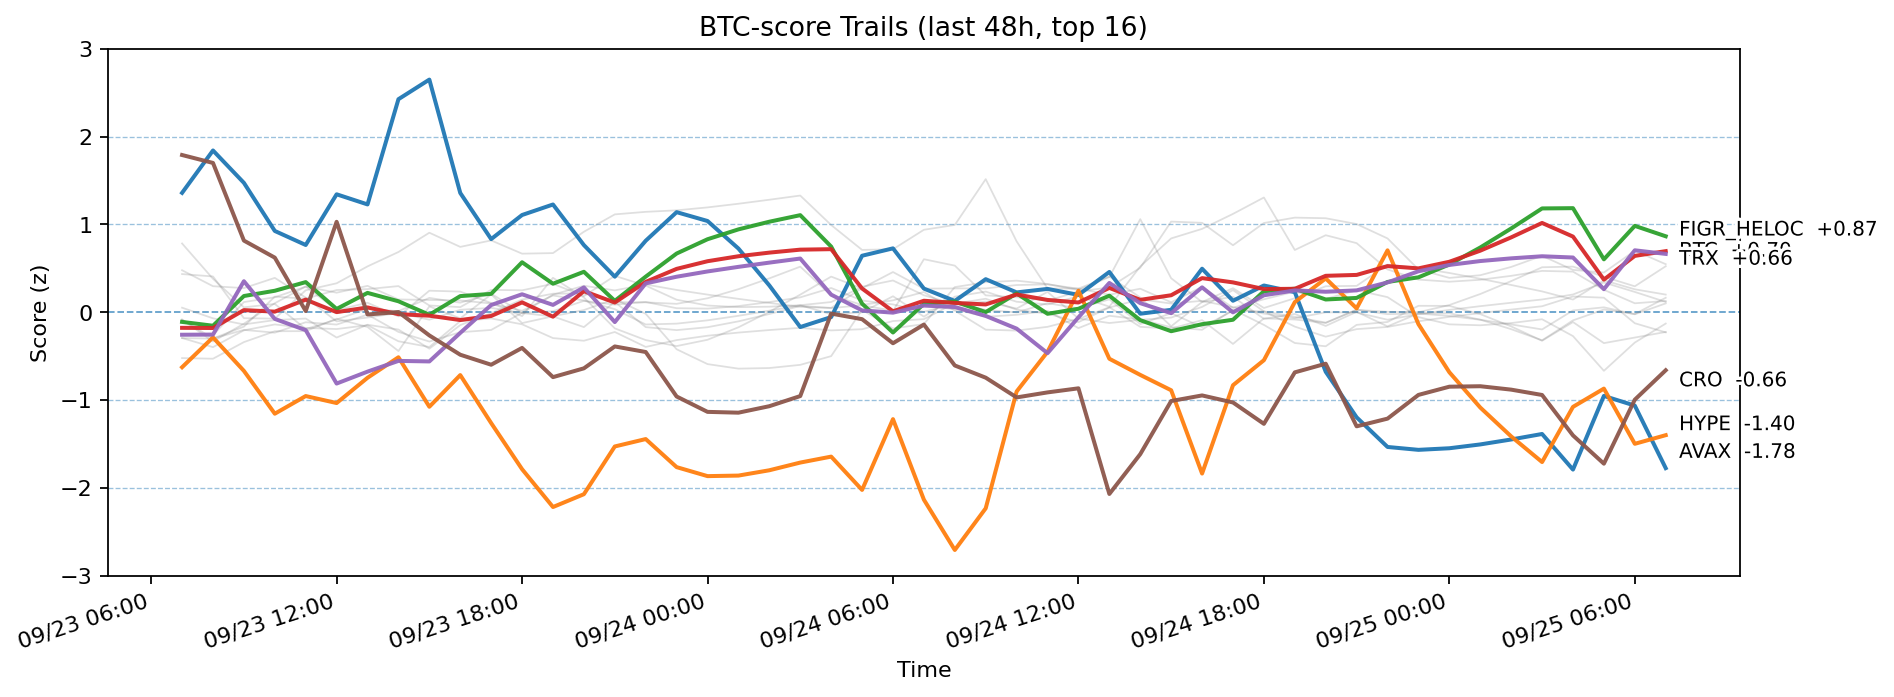 BTC-score Trails (last 48h, top 16)
Score (z)
3
2
1
0
−1
−2
−3
FIGR_HELOC +0.87
BTC +0.70
TRX +0.66
CRO -0.66
HYPE -1.40
AVAX -1.78
09/23 06:00
09/23 12:00
09/23 18:00
09/24 00:00
09/24 06:00
09/24 12:00
09/24 18:00
09/25 00:00
09/25 06:00
Time